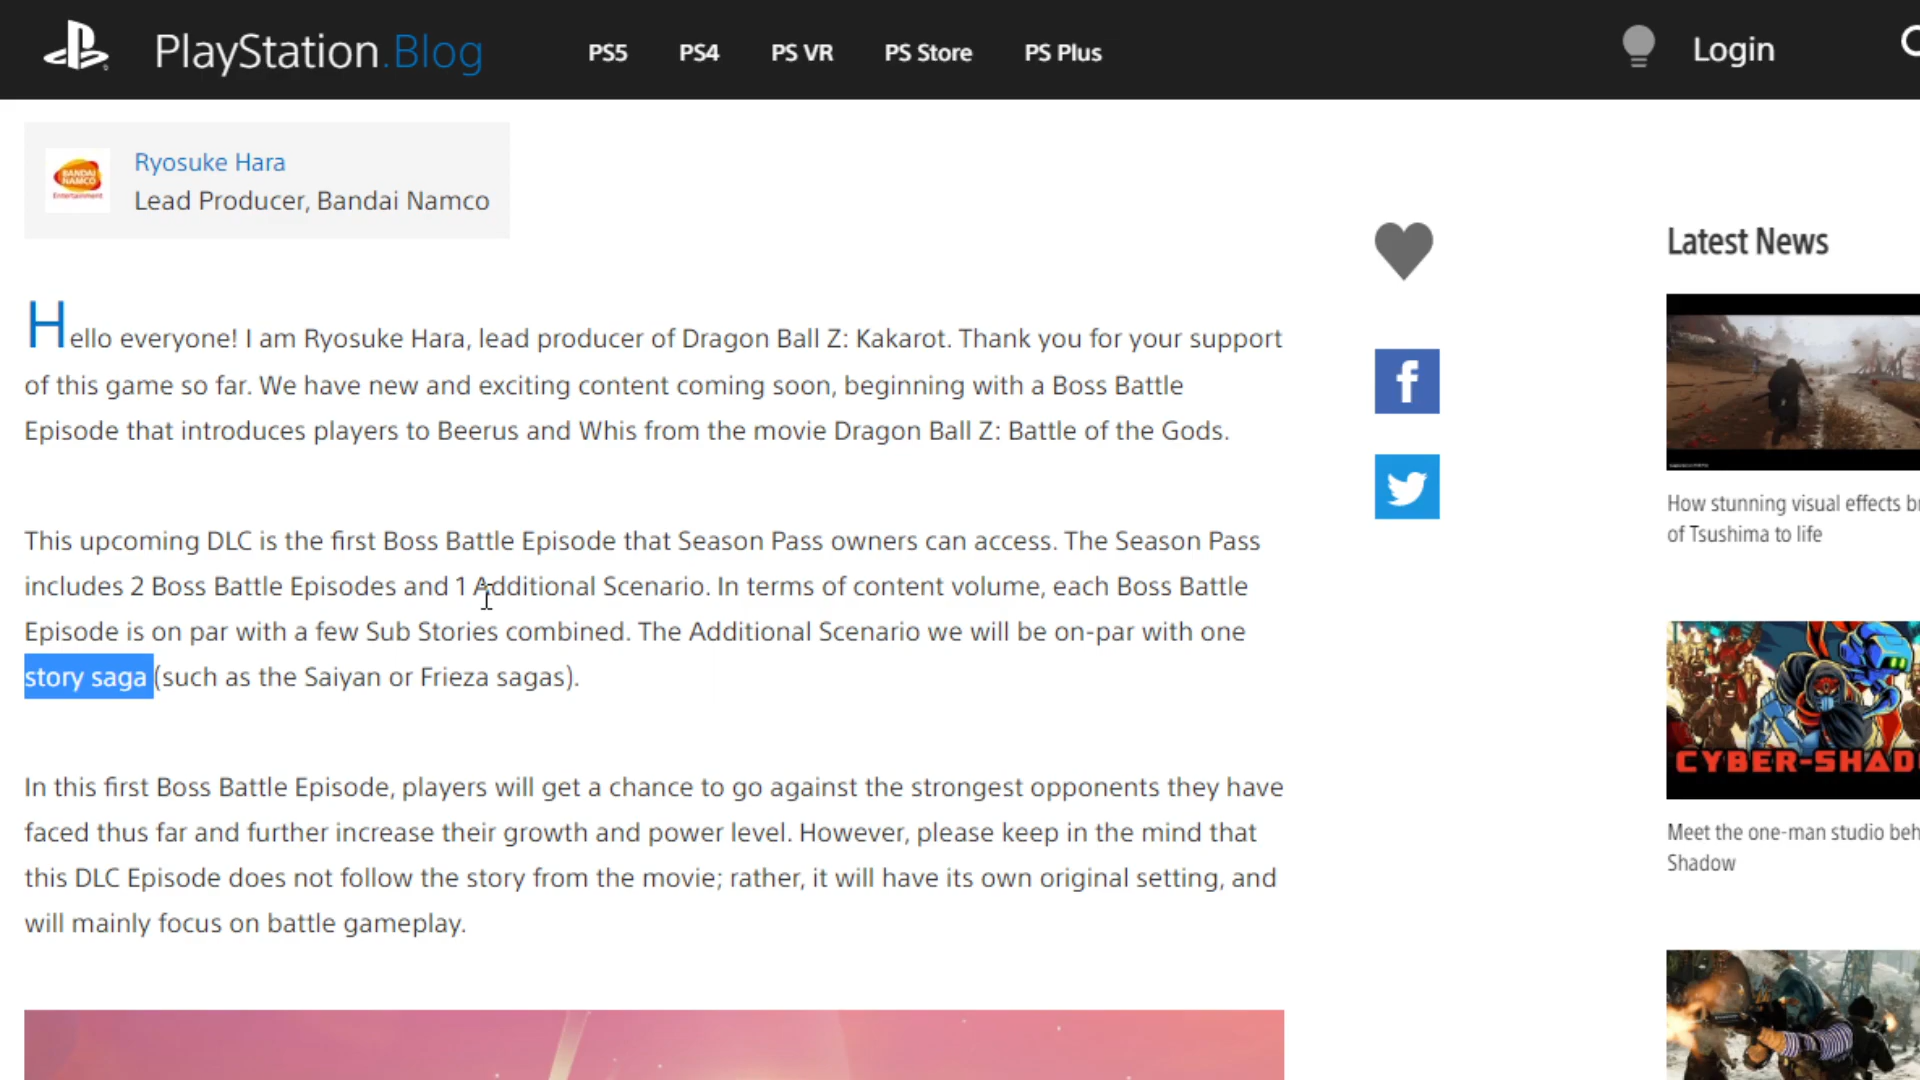 PlayStation.Blog
PS5
PS4
PS VR
PS Store
PS Plus
Login
BANDAI
NAMCO
Entertainment
Ryosuke Hara
Lead Producer, Bandai Namco
Hello everyone! I am Ryosuke Hara, lead producer of Dragon Ball Z: Kakarot. Thank you for your support
of this game so far. We have new and exciting content coming soon, beginning with a Boss Battle
Episode that introduces players to Beerus and Whis from the movie Dragon Ball Z: Battle of the Gods.
This upcoming DLC is the first Boss Battle Episode that Season Pass owners can access. The Season Pass
includes 2 Boss Battle Episodes and 1 Additional Scenario. In terms of content volume, each Boss Battle
Episode is on par with a few Sub Stories combined. The Additional Scenario we will be on-par with one
story saga (such as the Saiyan or Frieza sagas).
In this first Boss Battle Episode, players will get a chance to go against the strongest opponents they have
faced thus far and further increase their growth and power level. However, please keep in the mind that
this DLC Episode does not follow the story from the movie; rather, it will have its own original setting, and
will mainly focus on battle gameplay.
Latest News
How stunning visual effects
of Tsushima to life
CYBER-SHAD
Meet the one-man studio
Shadow